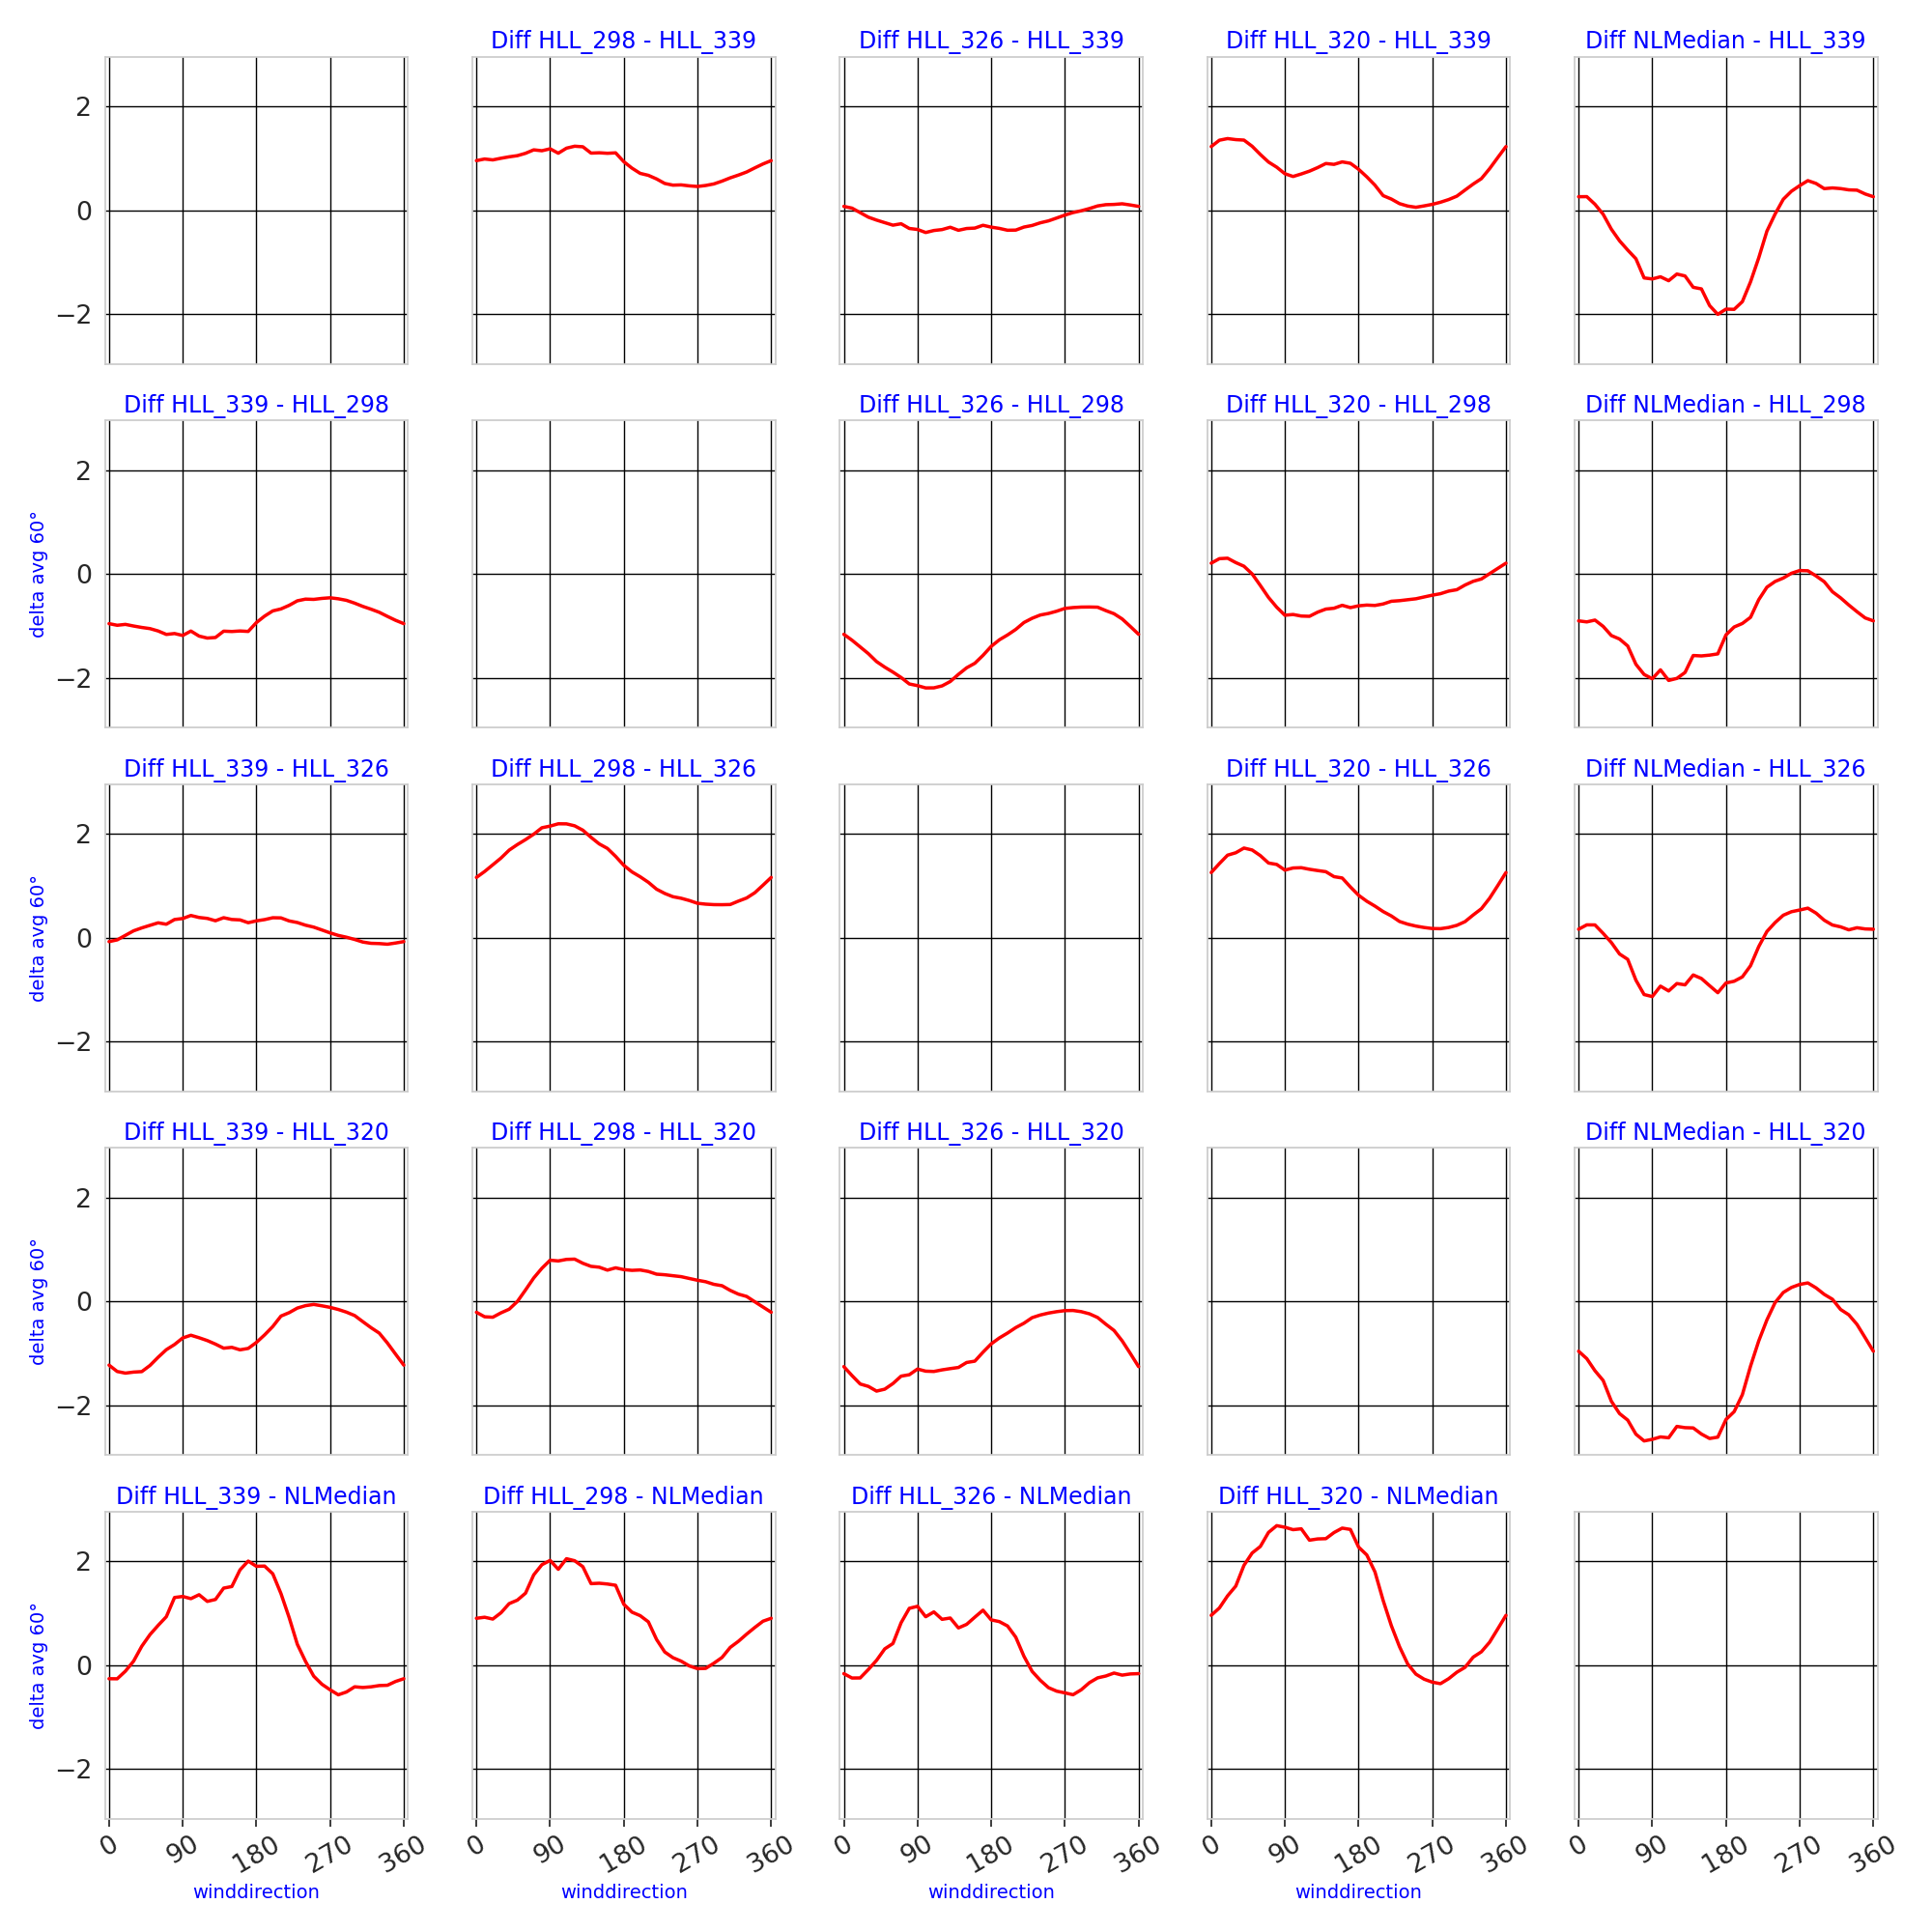 Diff HLL_298 - HLL_339
Diff HLL_326 - HLL_339
Diff HLL_320 - HLL_339
Diff NLMedian - HLL_339
2
0
−2
Diff HLL_339 - HLL_298
Diff HLL_326 - HLL_298
Diff HLL_320 - HLL_298
Diff NLMedian - HLL_298
delta avg 60°
2
0
−2
Diff HLL_339 - HLL_326
Diff HLL_298 - HLL_326
Diff HLL_320 - HLL_326
Diff NLMedian - HLL_326
delta avg 60°
2
0
−2
Diff HLL_339 - HLL_320
Diff HLL_298 - HLL_320
Diff HLL_326 - HLL_320
Diff NLMedian - HLL_320
delta avg 60°
2
0
−2
Diff HLL_339 - NLMedian
Diff HLL_298 - NLMedian
Diff HLL_326 - NLMedian
Diff HLL_320 - NLMedian
delta avg 60°
2
0
−2
0 90 180 270 360
0 90 180 270 360
0 90 180 270 360
0 90 180 270 360
0 90 180 270 360
winddirection
winddirection
winddirection
winddirection